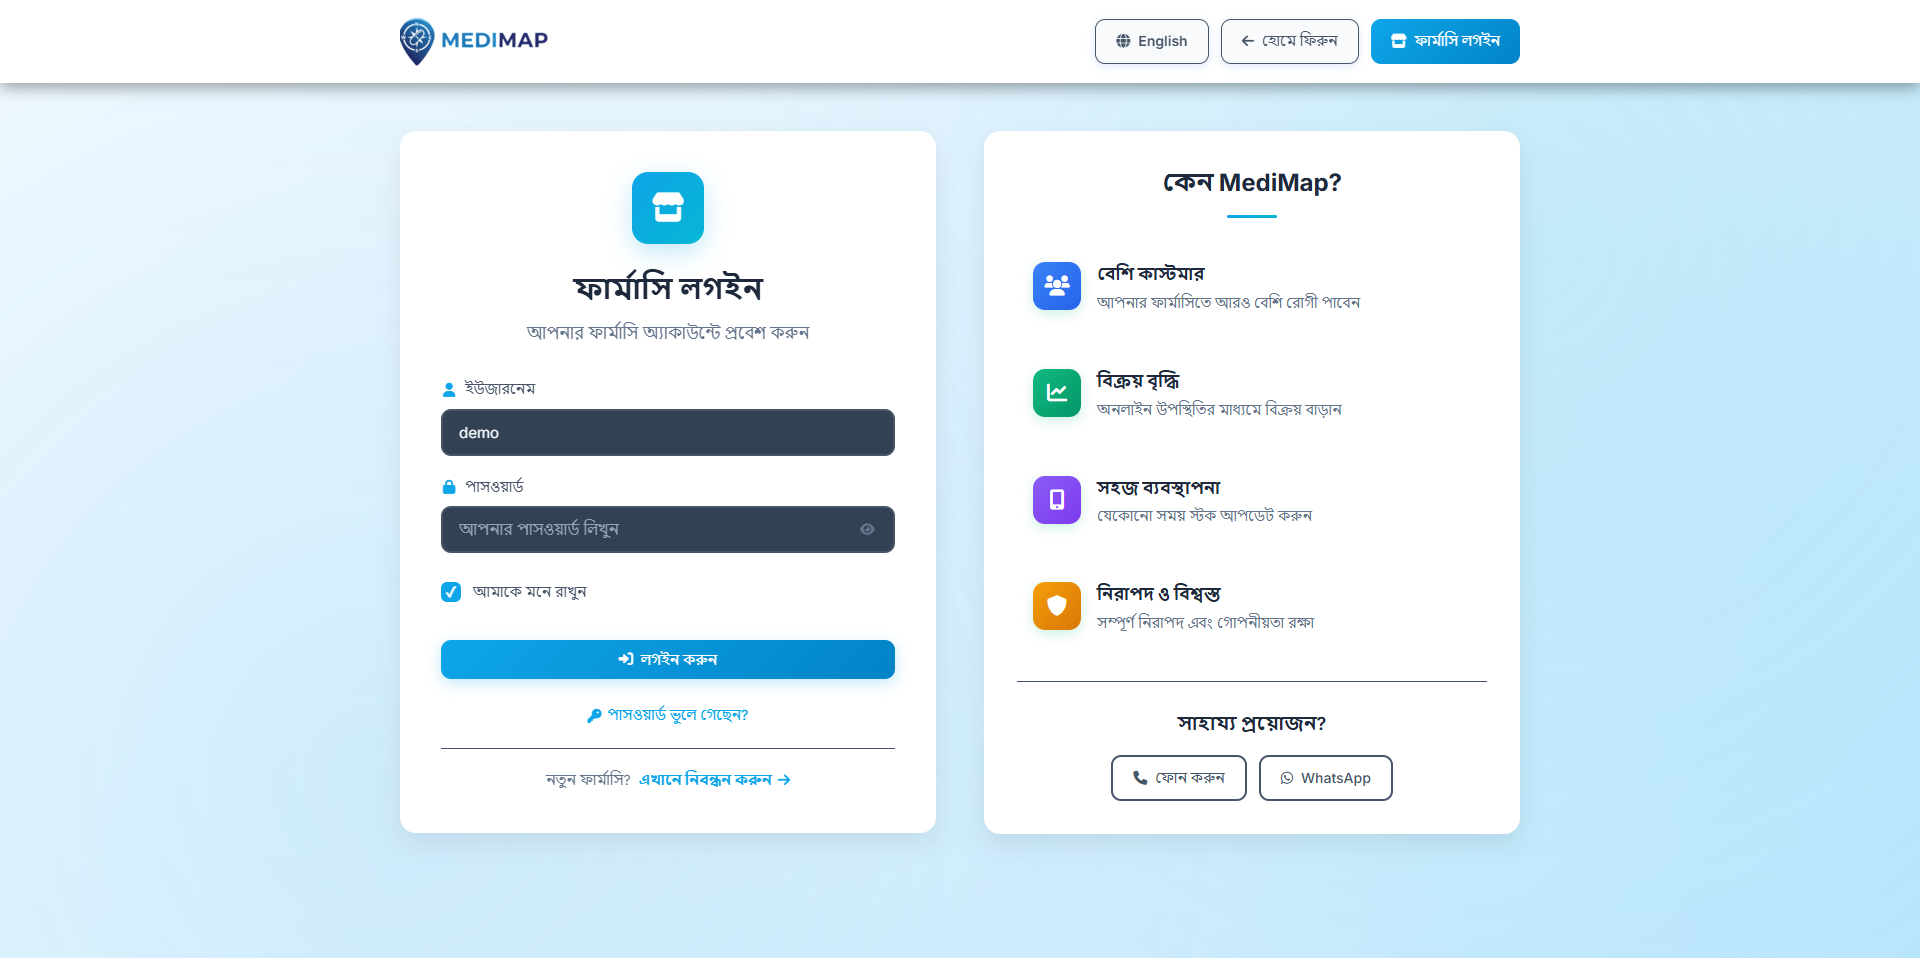 MEDIMAP
English
হোমে ফিরুন
ফার্মাসি লগইন
ফার্মাসি লগইন
আপনার ফার্মাসি অ্যাকাউন্টে প্রবেশ করুন
ইউজারনেম
demo
পাসওয়ার্ড
আপনার পাসওয়ার্ড লিখুন
আমাকে মনে রাখুন
লগইন করুন
পাসওয়ার্ড ভুলে গেছেন?
নতুন ফার্মাসি? এখানে নিবন্ধন করুন →
কেন MediMap?
বেশি কাস্টমার
আপনার ফার্মাসিতে আরও বেশি রোগী পাবেন
বিক্রয় বৃদ্ধি
অনলাইন উপস্থিতির মাধ্যমে বিক্রয় বাড়ান
সহজ ব্যবস্থাপনা
যেকোনো সময় স্টক আপডেট করুন
নিরাপদ ও বিশ্বস্ত
সম্পূর্ণ নিরাপদ এবং গোপনীয়তা রক্ষা
সাহায্য প্রয়োজন?
ফোন করুন
WhatsApp